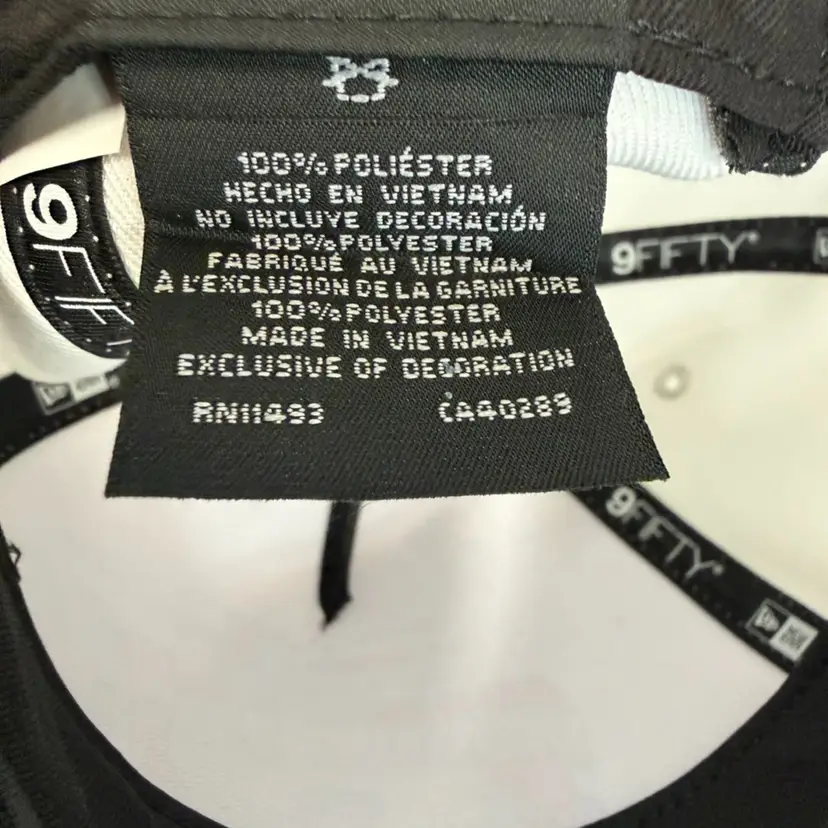 100% POLIÉSTER
HECHO EN VIETNAM
NO INCLUYE DECORACIÓN
100% POLYESTER
FABRIQUÉ AU VIETNAM
À L'EXCLUSION DE LA GARNITURE
100% POLYESTER
MADE IN VIETNAM
EXCLUSIVE OF DECORATION
RN11493 CA40289
9FIFTY
9FIFTY
9FIFTY